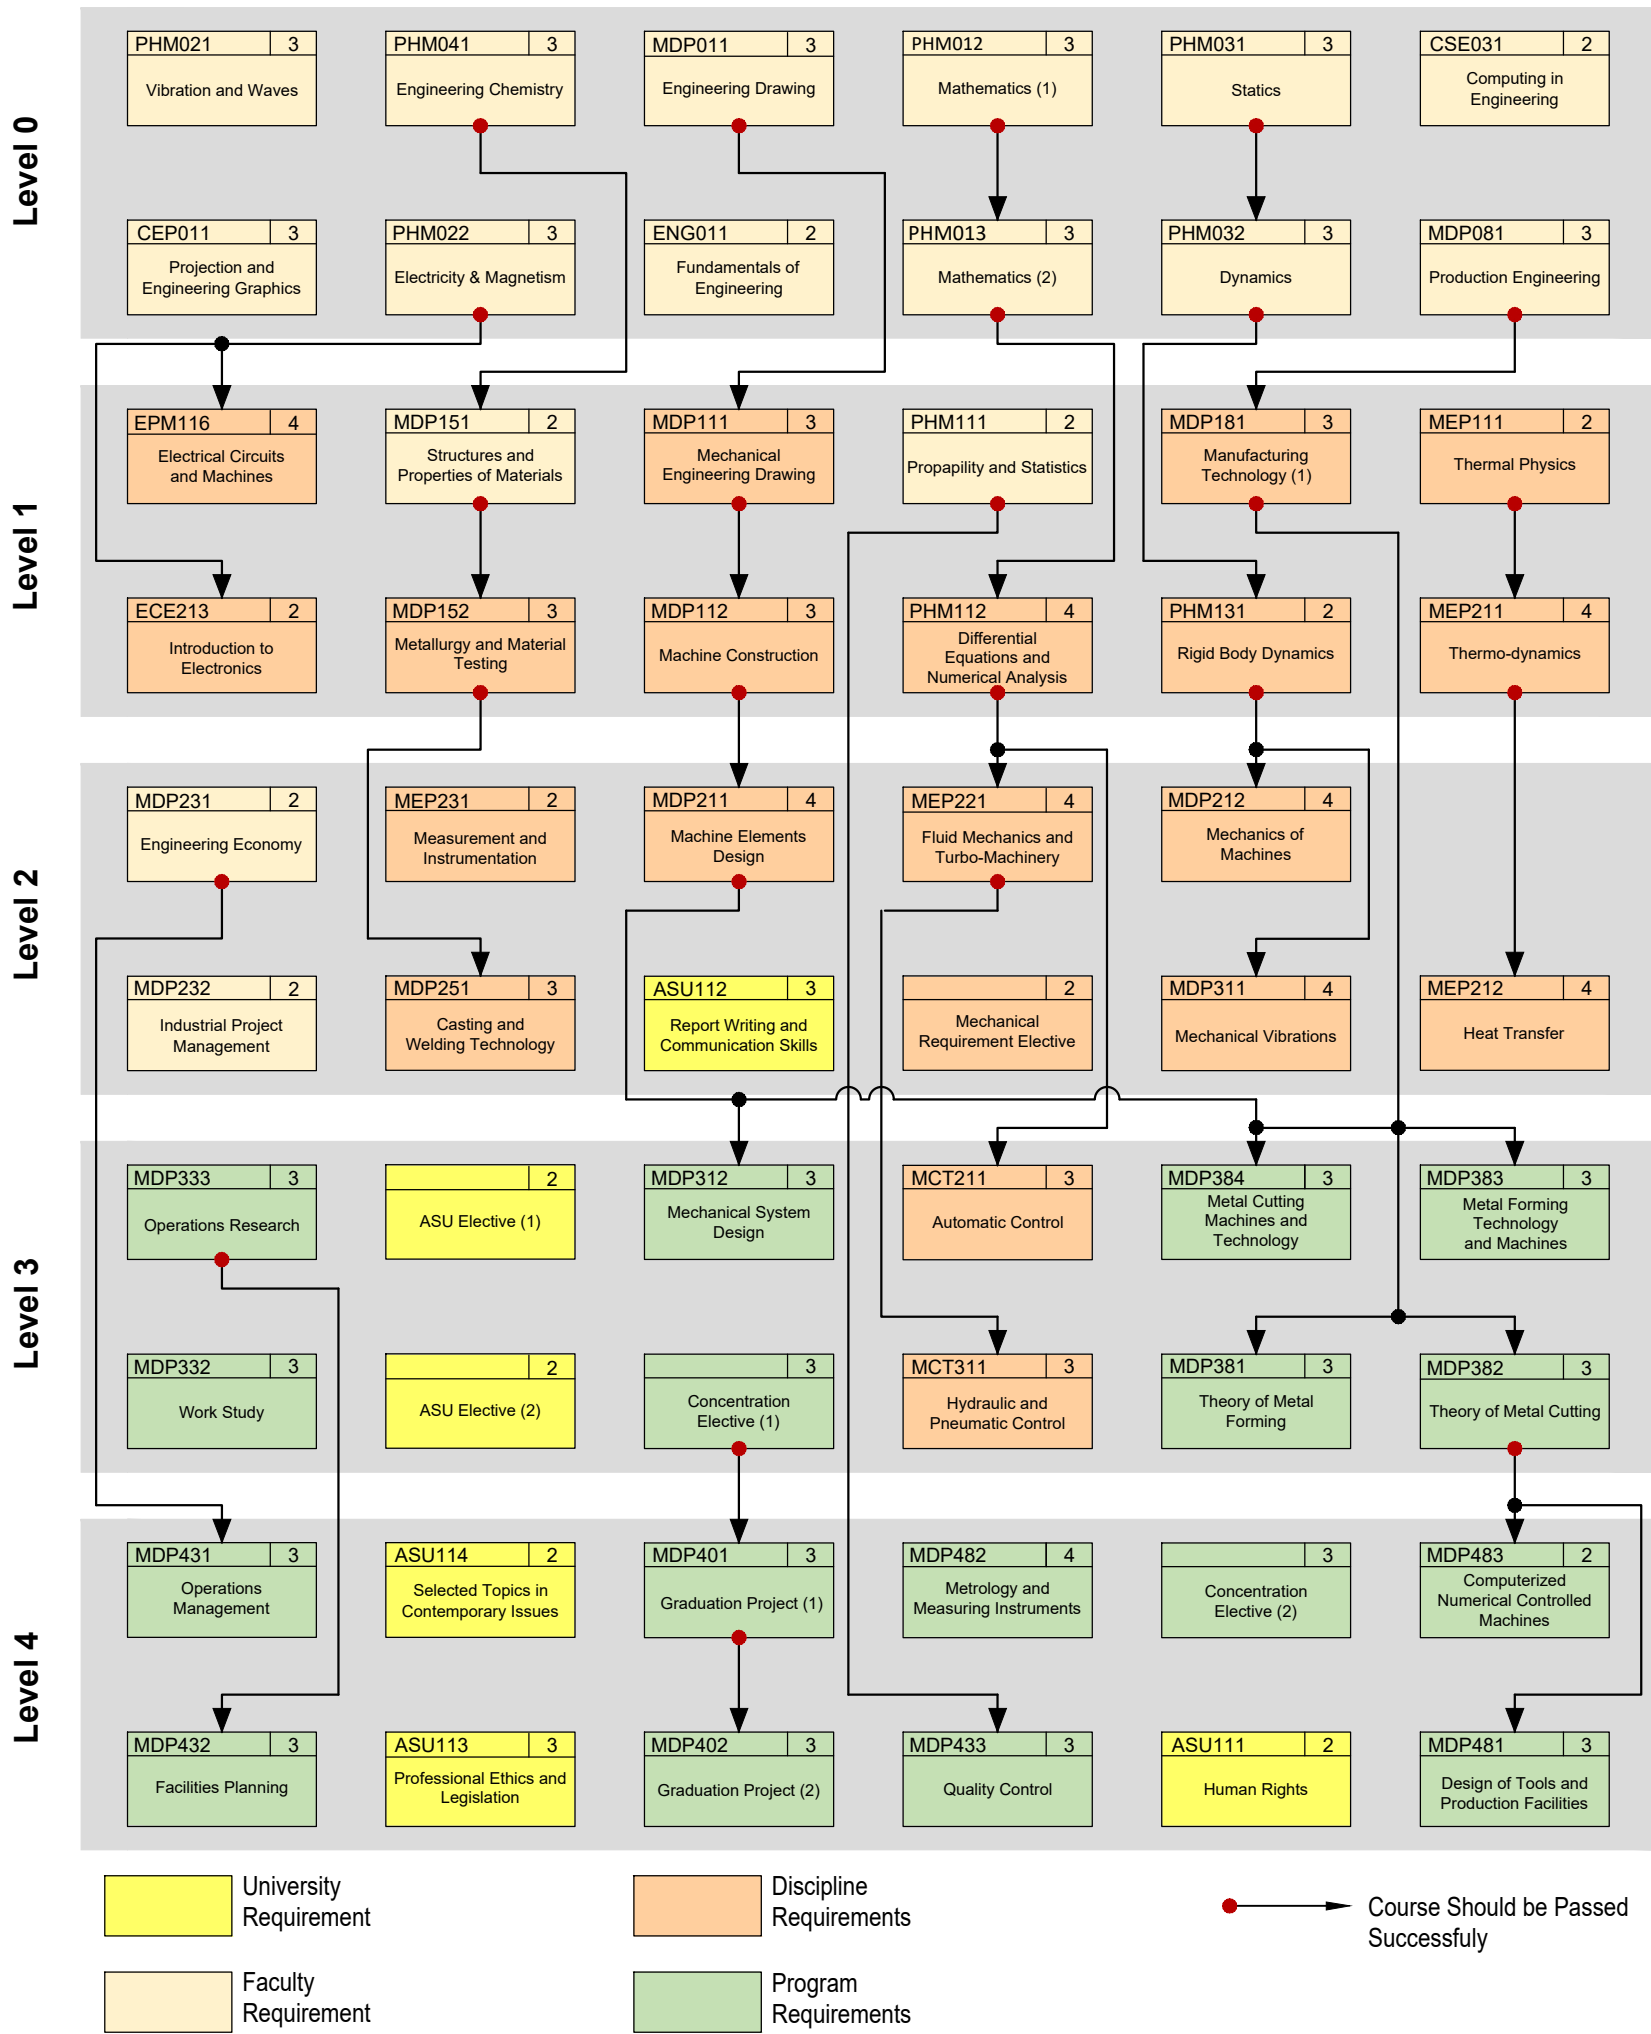 Level 0
PHM021 3
Vibration and Waves
PHM041 3
Engineering Chemistry
MDP011 3
Engineering Drawing
PHM012 3
Mathematics (1)
PHM031 3
Statics
CSE031 2
Computing in
Engineering
CEP011 3
Projection and
Engineering Graphics
PHM022 3
Electricity & Magnetism
ENG011 2
Fundamentals of
Engineering
PHM013 3
Mathematics (2)
PHM032 3
Dynamics
MDP081 3
Production Engineering
Level 1
EPM116 4
Electrical Circuits
and Machines
MDP151 2
Structures and
Properties of Materials
MDP111 3
Mechanical
Engineering Drawing
PHM111 2
Propapility and Statistics
MDP181 3
Manufacturing
Technology (1)
MEP111 2
Thermal Physics
ECE213 2
Introduction to
Electronics
MDP152 3
Metallurgy and Material
Testing
MDP112 3
Machine Construction
PHM112 4
Differential
Equations and
Numerical Analysis
PHM131 2
Rigid Body Dynamics
MEP211 4
Thermo-dynamics
Level 2
MDP231 2
Engineering Economy
MEP231 2
Measurement and
Instrumentation
MDP211 4
Machine Elements
Design
MEP221 4
Fluid Mechanics and
Turbo-Machinery
MDP212 4
Mechanics of
Machines
MDP232 2
Industrial Project
Management
MDP251 3
Casting and
Welding Technology
ASU112 3
Report Writing and
Communication Skills
2
Mechanical
Requirement Elective
MDP311 4
Mechanical Vibrations
MEP212 4
Heat Transfer
Level 3
MDP333 3
Operations Research
2
ASU Elective (1)
MDP312 3
Mechanical System
Design
MCT211 3
Automatic Control
MDP384 3
Metal Cutting
Machines and
Technology
MDP383 3
Metal Forming
Technology
and Machines
MDP332 3
Work Study
2
ASU Elective (2)
3
Concentration
Elective (1)
MCT311 3
Hydraulic and
Pneumatic Control
MDP381 3
Theory of Metal
Forming
MDP382 3
Theory of Metal Cutting
Level 4
MDP431 3
Operations
Management
ASU114 2
Selected Topics in
Contemporary Issues
MDP401 3
Graduation Project (1)
MDP482 4
Metrology and
Measuring Instruments
3
Concentration
Elective (2)
MDP483 2
Computerized
Numerical Controlled
Machines
MDP432 3
Facilities Planning
ASU113 3
Professional Ethics and
Legislation
MDP402 3
Graduation Project (2)
MDP433 3
Quality Control
ASU111 2
Human Rights
MDP481 3
Design of Tools and
Production Facilities
University
Requirement
Discipline
Requirements
Course Should be Passed
Successfuly
Faculty
Requirement
Program
Requirements